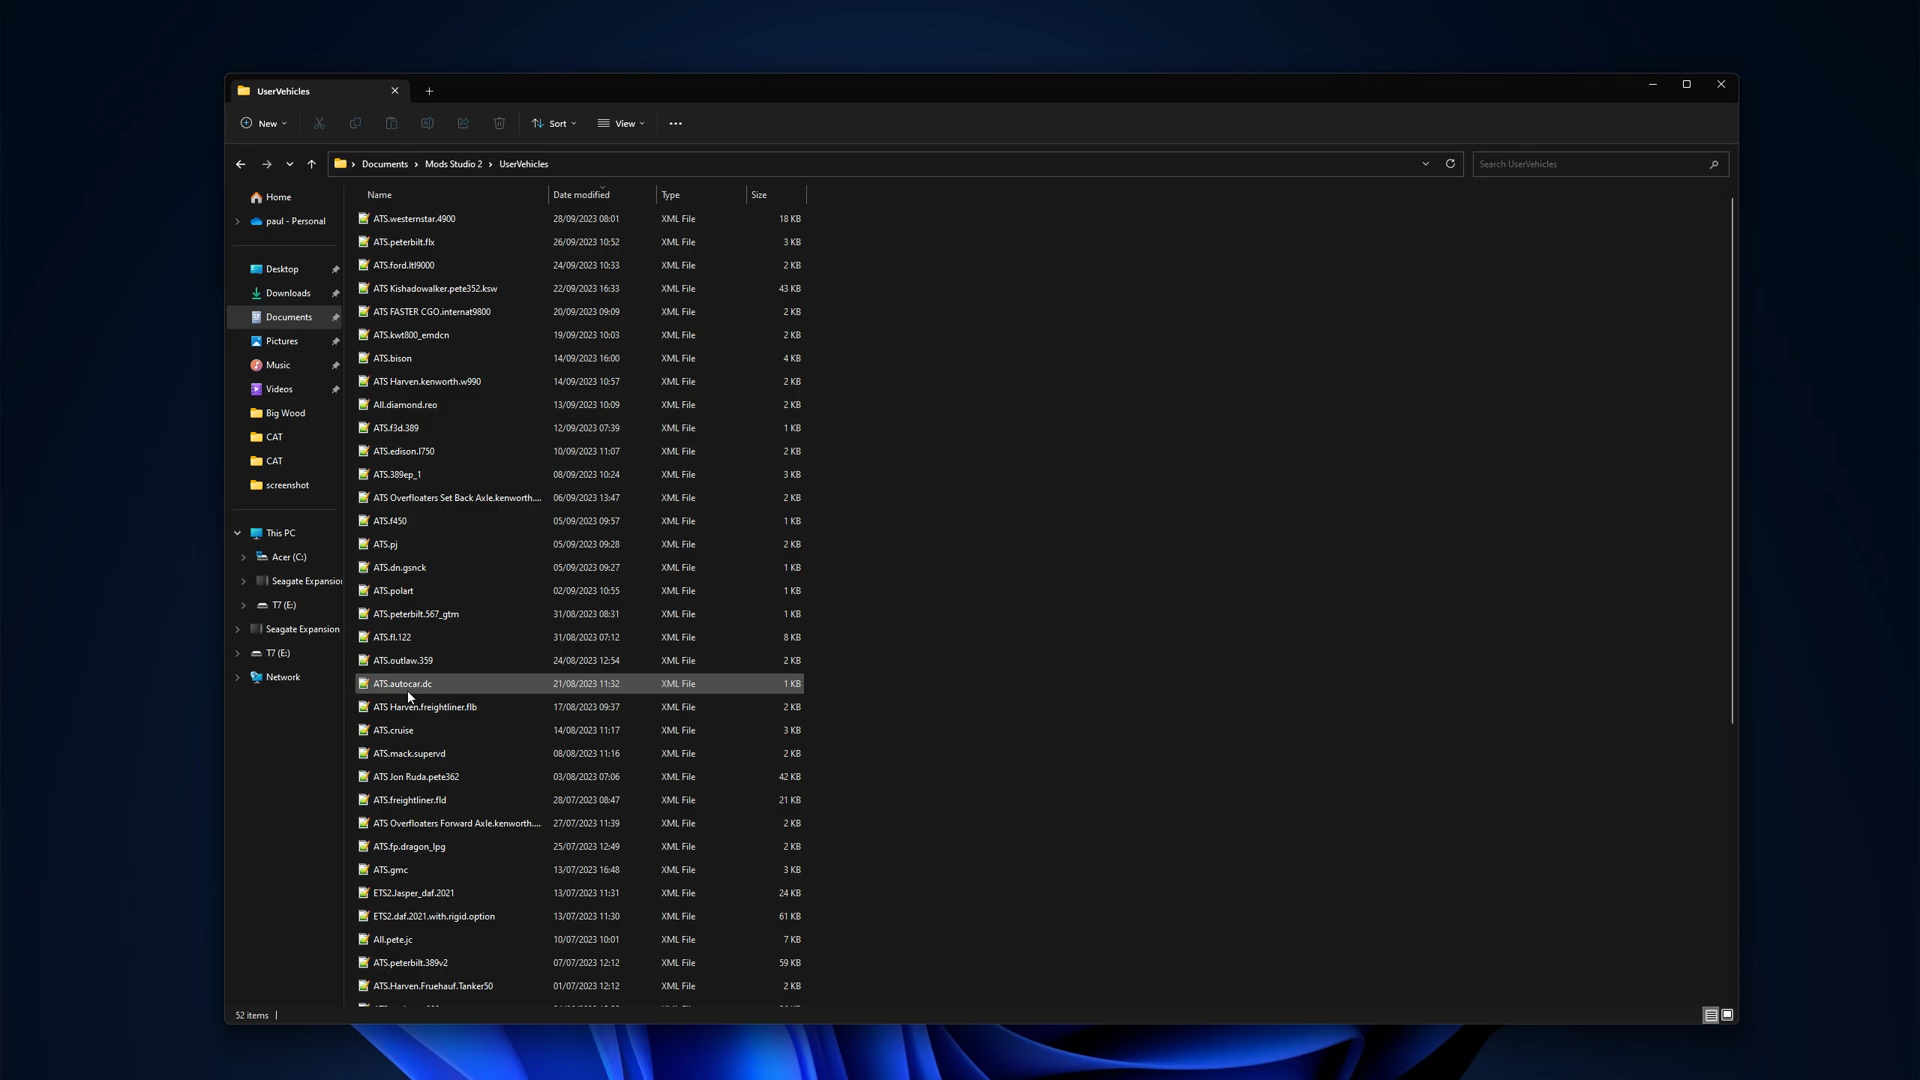 UserVehicles
New
Sort
View
Documents > Mods Studio 2 > UserVehicles
Search UserVehicles
Home
paul - Personal
Desktop
Downloads
Documents
Pictures
Music
Videos
Big Wood
CAT
CAT
screenshot
This PC
Acer (C:)
Seagate Expansio
T7 (E:)
Seagate Expansion
T7 (E:)
Network
Name Date modified Type Size
ATS.westernstar.4900 28/09/2023 08:01 XML File 18 KB
ATS.peterbilt.flx 26/09/2023 10:52 XML File 3 KB
ATS.ford.ltl9000 24/09/2023 10:33 XML File 2 KB
ATS Kishadowalker.pete352.ksw 22/09/2023 16:33 XML File 43 KB
ATS FASTER CGO.internat9800 20/09/2023 09:09 XML File 2 KB
ATS.kwt800_emdcn 19/09/2023 10:03 XML File 2 KB
ATS.bison 14/09/2023 16:00 XML File 4 KB
ATS Harven.kenworth.w990 14/09/2023 10:57 XML File 2 KB
All.diamond.reo 13/09/2023 10:09 XML File 2 KB
ATS.f3d.389 12/09/2023 07:39 XML File 1 KB
ATS.edison.l750 10/09/2023 11:07 XML File 2 KB
ATS.389ep_1 08/09/2023 10:24 XML File 3 KB
ATS Overfloaters Set Back Axle.kenworth.... 06/09/2023 13:47 XML File 2 KB
ATS.f450 05/09/2023 09:57 XML File 1 KB
ATS.pj 05/09/2023 09:28 XML File 2 KB
ATS.dn.gsnck 05/09/2023 09:27 XML File 1 KB
ATS.polart 02/09/2023 10:55 XML File 1 KB
ATS.peterbilt.567_gtm 31/08/2023 08:31 XML File 1 KB
ATS.fl.122 31/08/2023 07:12 XML File 8 KB
ATS.outlaw.359 24/08/2023 12:54 XML File 2 KB
ATS.autocar.dc 21/08/2023 11:32 XML File 1 KB
ATS Harven.freightliner.flb 17/08/2023 09:37 XML File 2 KB
ATS.cruise 14/08/2023 11:17 XML File 3 KB
ATS.mack.supervd 08/08/2023 11:16 XML File 2 KB
ATS Jon Ruda.pete362 03/08/2023 07:06 XML File 42 KB
ATS.freightliner.fld 28/07/2023 08:47 XML File 21 KB
ATS Overfloaters Forward Axle.kenworth.... 27/07/2023 11:39 XML File 2 KB
ATS.fp.dragon_lpg 25/07/2023 12:49 XML File 2 KB
ATS.gmc 13/07/2023 16:48 XML File 3 KB
ETS2.Jasper_daf.2021 13/07/2023 11:31 XML File 24 KB
ETS2.daf.2021.with.rigid.option 13/07/2023 11:30 XML File 61 KB
All.pete.jc 10/07/2023 10:01 XML File 7 KB
ATS.peterbilt.389v2 07/07/2023 12:12 XML File 59 KB
ATS.Harven.Fruehauf.Tanker50 01/07/2023 12:12 XML File 2 KB
52 items